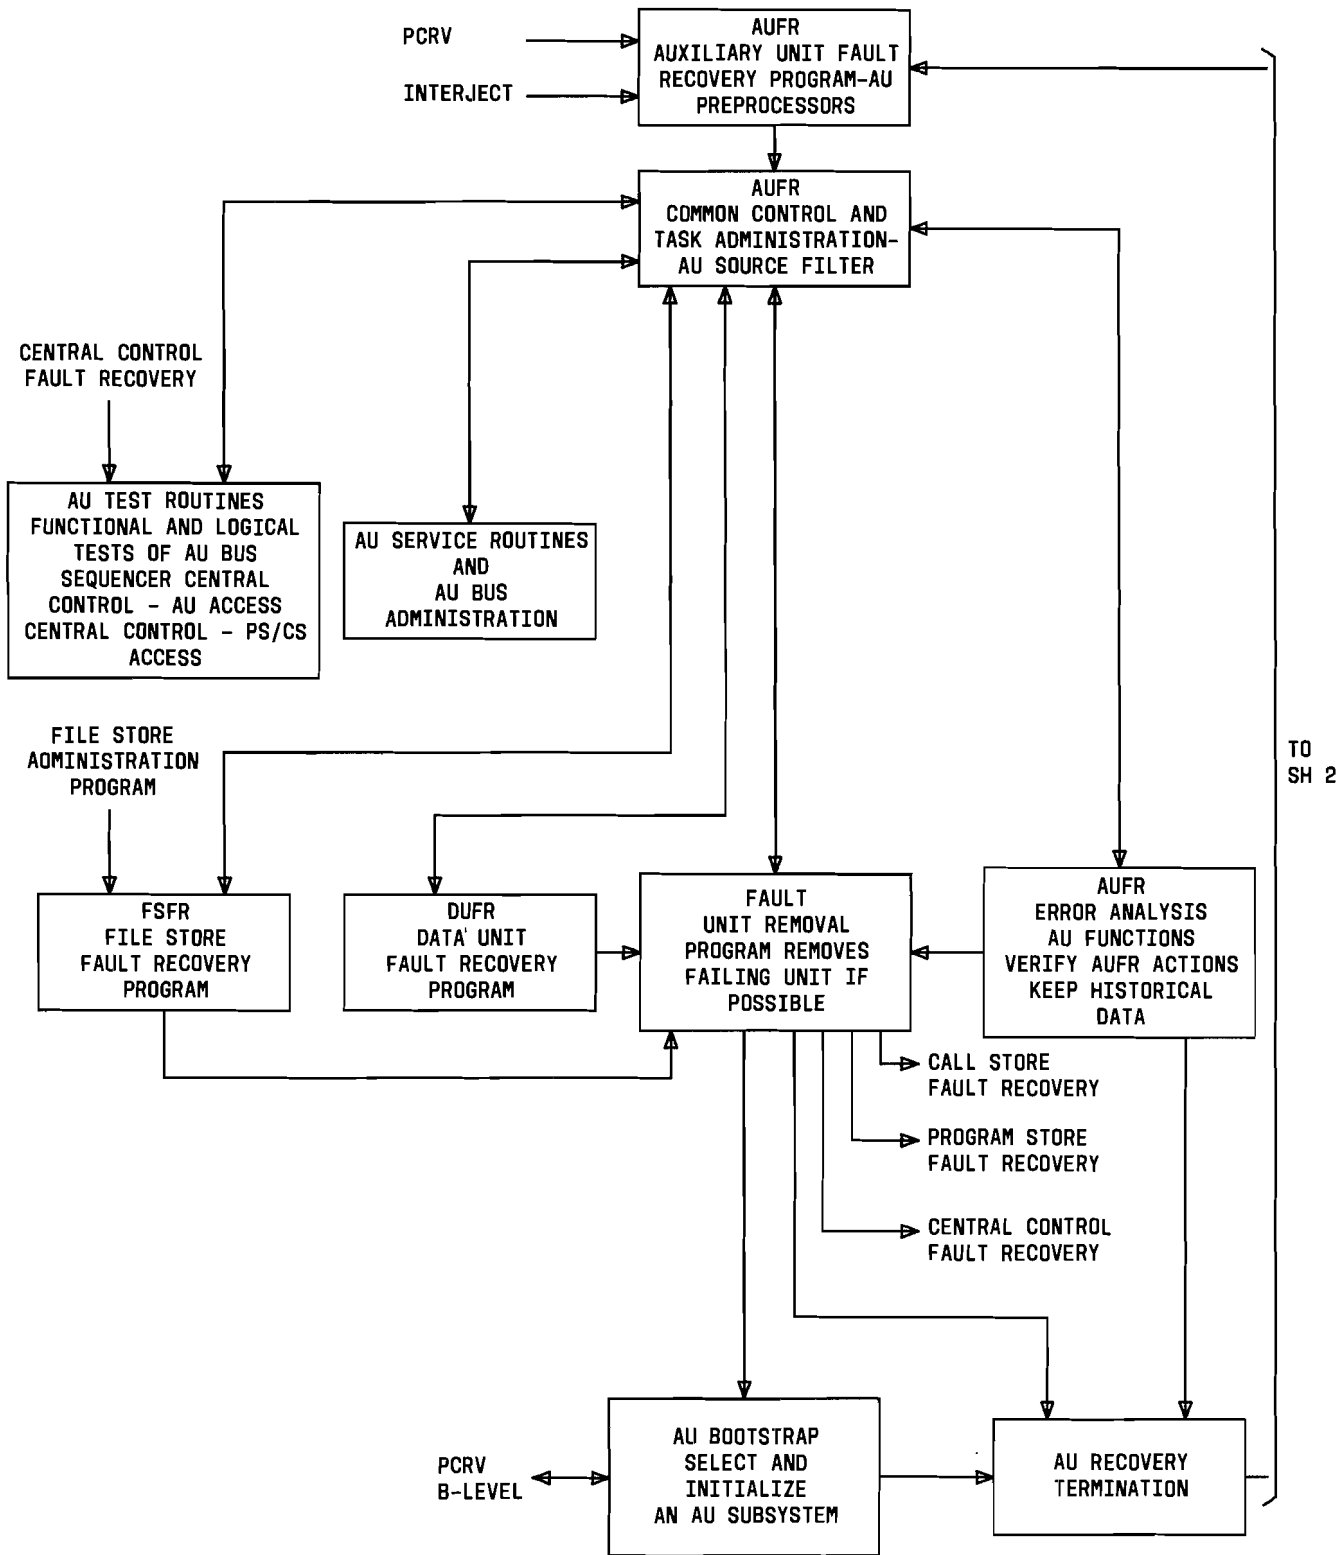 PCRV
INTERJECT
AUFR
AUXILIARY UNIT FAULT
RECOVERY PROGRAM-AU
PREPROCESSORS
AUFR
COMMON CONTROL AND
TASK ADMINISTRATION-
AU SOURCE FILTER
CENTRAL CONTROL
FAULT RECOVERY
AU TEST ROUTINES
FUNCTIONAL AND LOGICAL
TESTS OF AU BUS
SEQUENCER CENTRAL
CONTROL - AU ACCESS
CENTRAL CONTROL - PS/CS
ACCESS
AU SERVICE ROUTINES
AND
AU BUS
ADMINISTRATION
FILE STORE
AOMINISTRATION
PROGRAM
TO
SH 2
FSFR
FILE STORE
FAULT RECOVERY
PROGRAM
DUFR
DATA' UNIT
FAULT RECOVERY
PROGRAM
FAULT
UNIT REMOVAL
PROGRAM REMOVES
FAILING UNIT IF
POSSIBLE
AUFR
ERROR ANALYSIS
AU FUNCTIONS
VERIFY AUFR ACTIONS
KEEP HISTORICAL
DATA
CALL STORE
FAULT RECOVERY
PROGRAM STORE
FAULT RECOVERY
CENTRAL CONTROL
FAULT RECOVERY
PCRV
B-LEVEL
AU BOOTSTRAP
SELECT AND
INITIALIZE
AN AU SUBSYSTEM
AU RECOVERY
TERMINATION